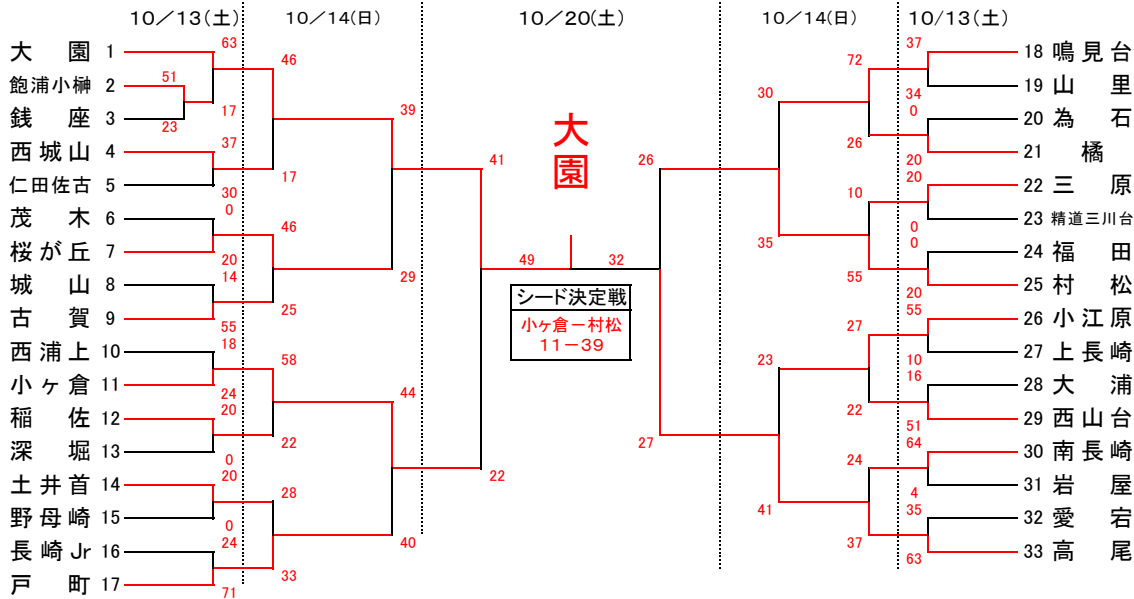 10／13(土) 10／14(日) 10／20(土) 10／14(日) 10／13(土)
大園 1 63
飽浦小榊 2 51
銭座 3 23
17
西城山 4 37
仁田佐古 5 30
46
17
茂木 6 0
桜が丘 7 20
城山 8 14
古賀 9 55
46
25
39
29
西浦上 10 18
小ヶ倉 11 24
稲佐 12 20
深堀 13 0
58
22
土井首 14 20
野母崎 15 0
長崎Jr 16 24
戸町 17 71
28
33
44
40
41
22
大園
49 32
シード決定戦
小ヶ倉－村松
11－39
26
27
30
35
23
41
72
26
10
55
27
22
24
37
37 18 鳴見台
34 19 山里
0 20 為石
20 21 橘
20 22 三原
0 23 精道三川台
0 24 福田
20 25 村松
55 26 小江原
10 27 上長崎
16 28 大浦
51 29 西山台
64 30 南長崎
4 31 岩屋
35 32 愛宕
63 33 高尾